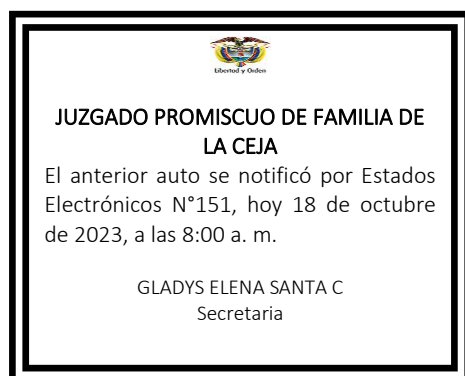 Libertad y Orden
JUZGADO PROMISCUO DE FAMILIA DE
LA CEJA
El anterior auto se notificó por Estados
Electrónicos N°151, hoy 18 de octubre
de 2023, a las 8:00 a. m.
GLADYS ELENA SANTA C
Secretaria